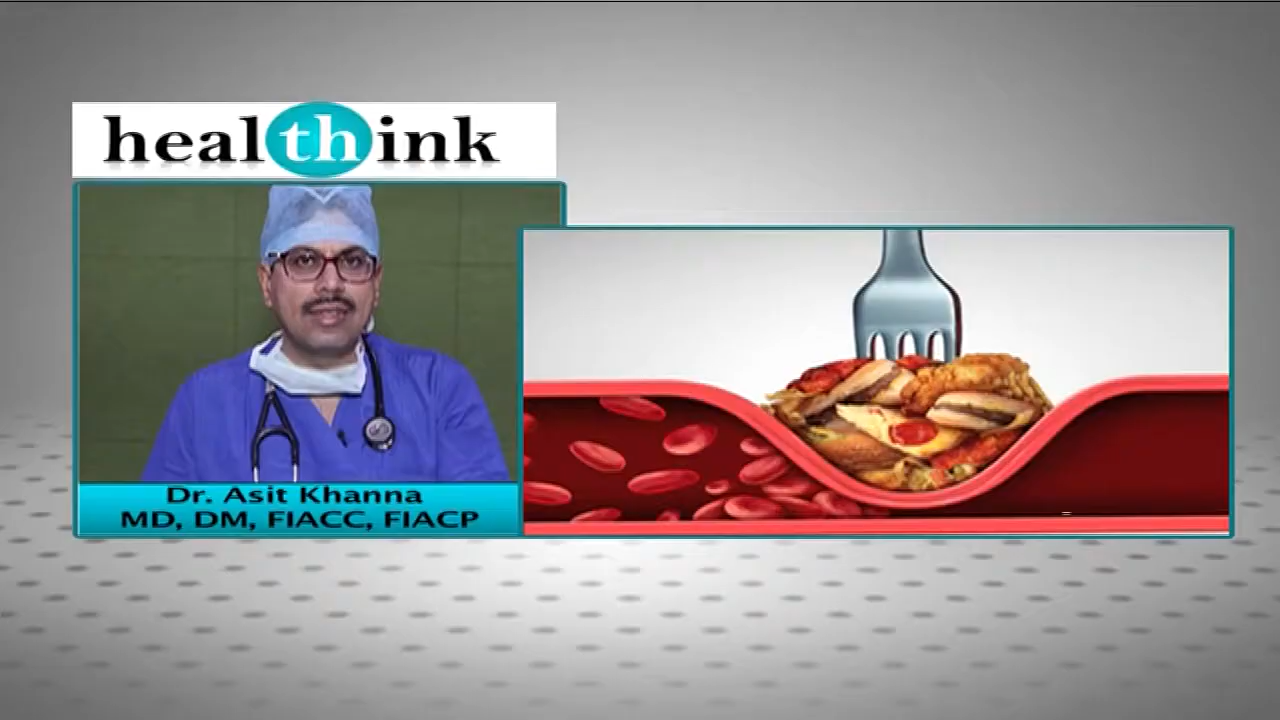 healthink
Dr. Asit Khanna
MD, DM, FIACC, FIACP